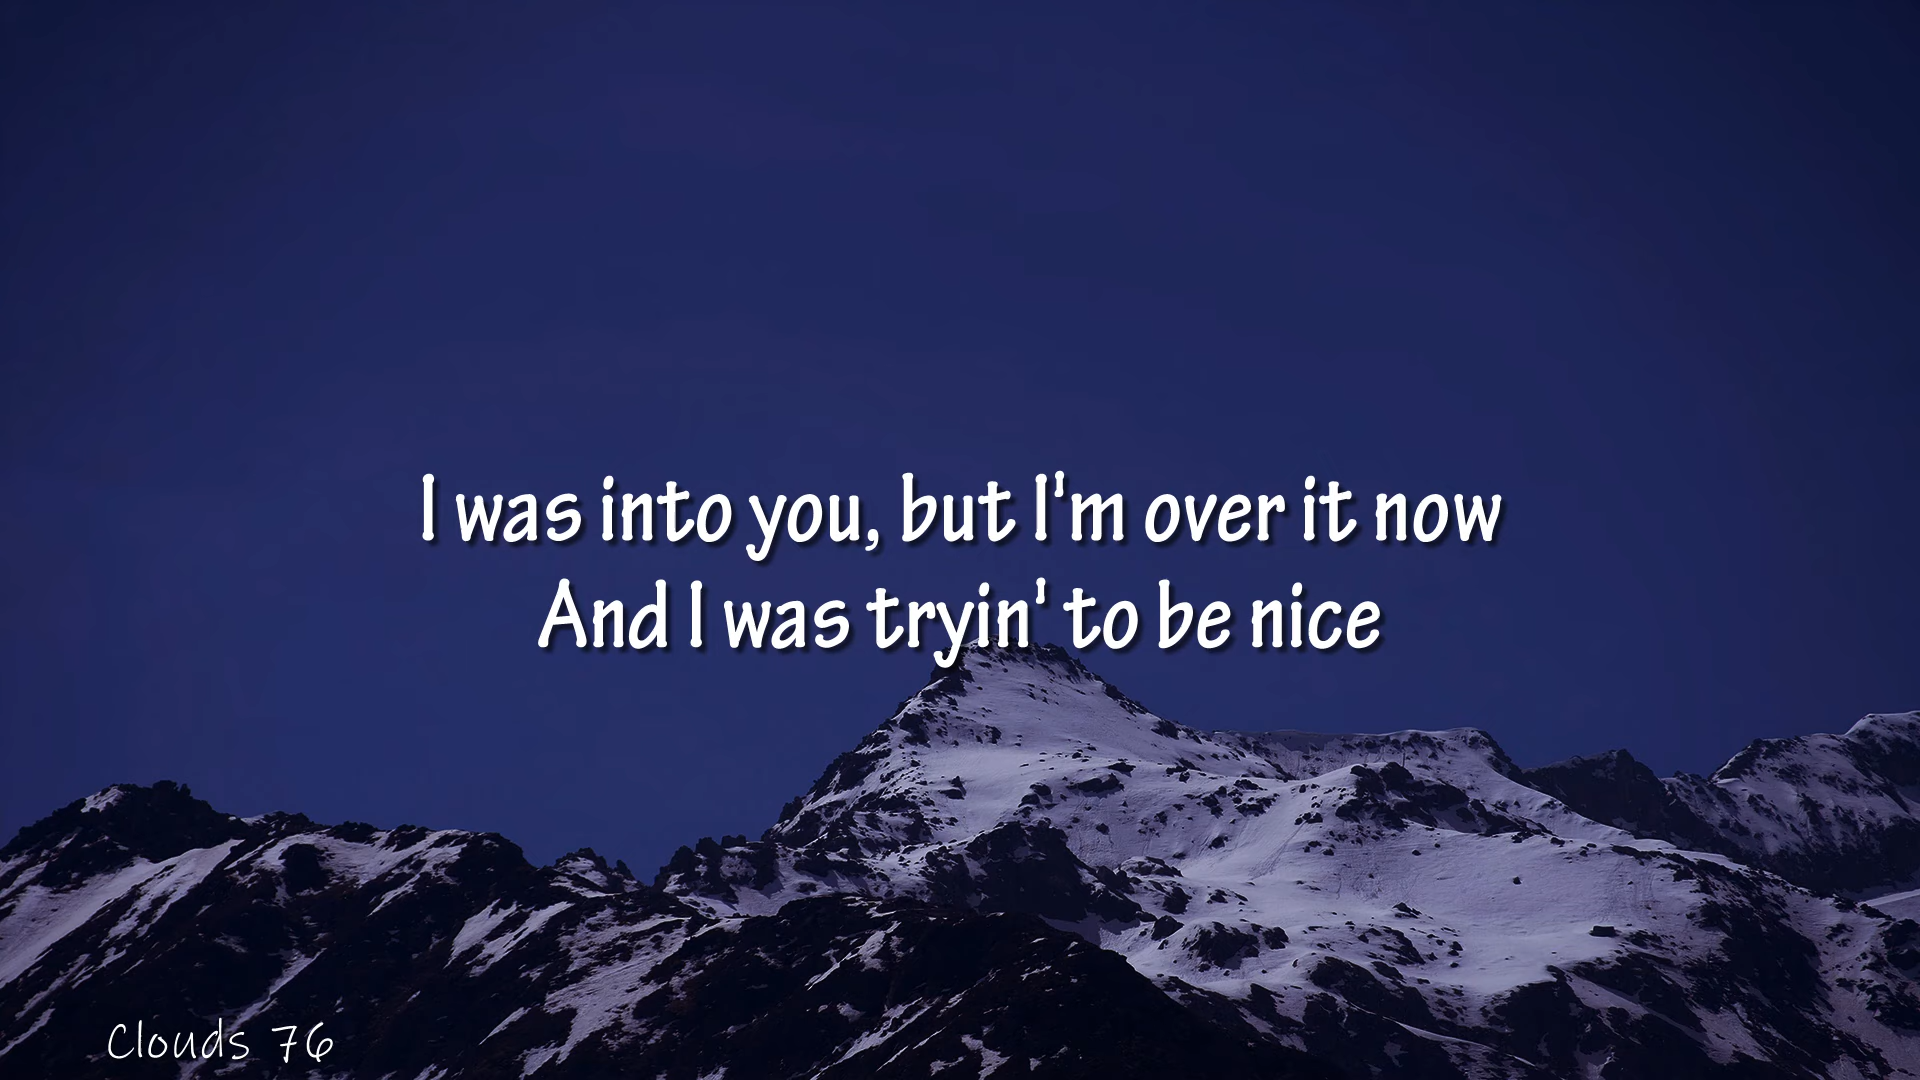 I was into you, but I'm over it now
And I was tryin' to be nice
Clouds 76